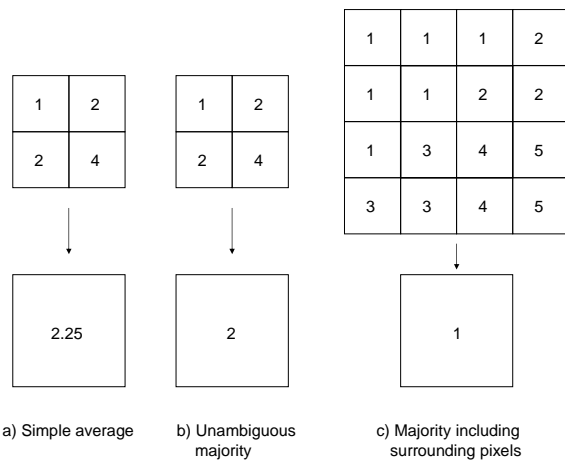 1 1 1 2
1 2 1 2 1 1 2 2
2 4 2 4 1 3 4 5
3 3 4 5
2.25 2 1
a) Simple average b) Unambiguous c) Majority including
majority surrounding pixels